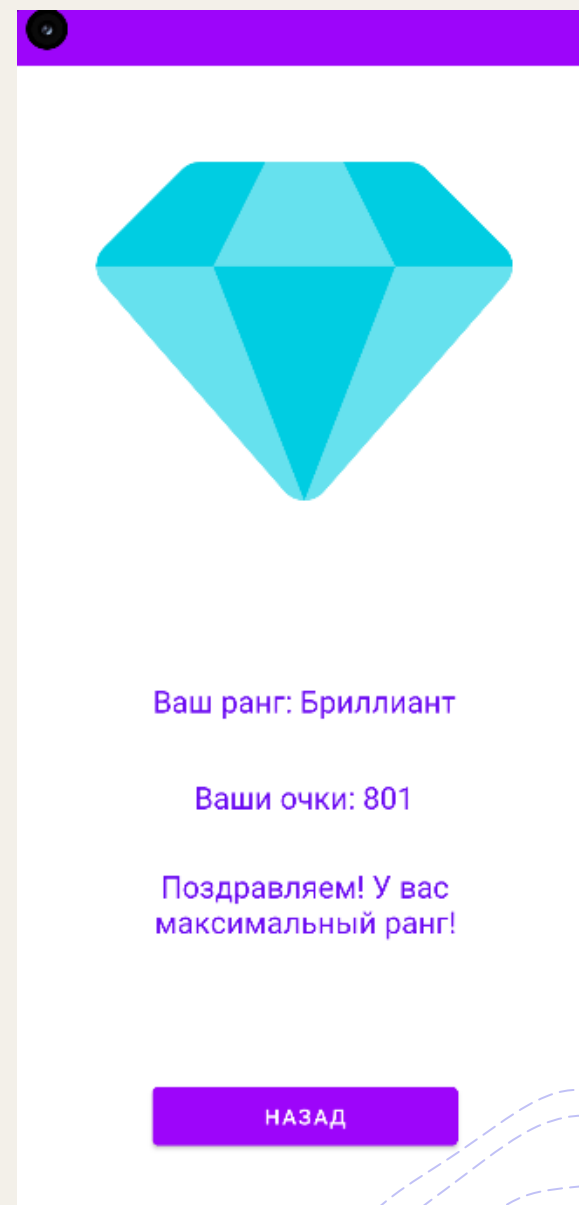 Ваш ранг: Бриллиант
Ваши очки: 801
Поздравляем! У вас
максимальный ранг!
НАЗАД